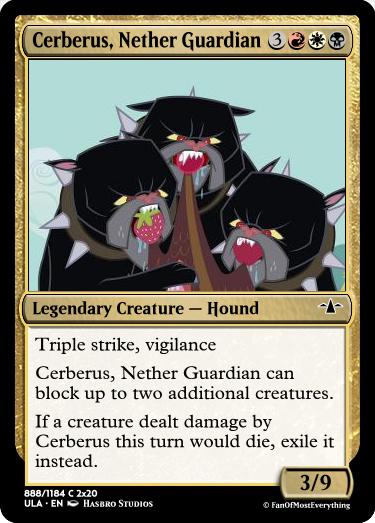 Cerberus, Nether Guardian 3
Legendary Creature — Hound
Triple strike, vigilance
Cerberus, Nether Guardian can
block up to two additional creatures.
If a creature dealt damage by
Cerberus this turn would die, exile it
instead.
3/9
888/1184 C 2x20
ULA • EN HASBRO STUDIOS
© FanOfMostEverything